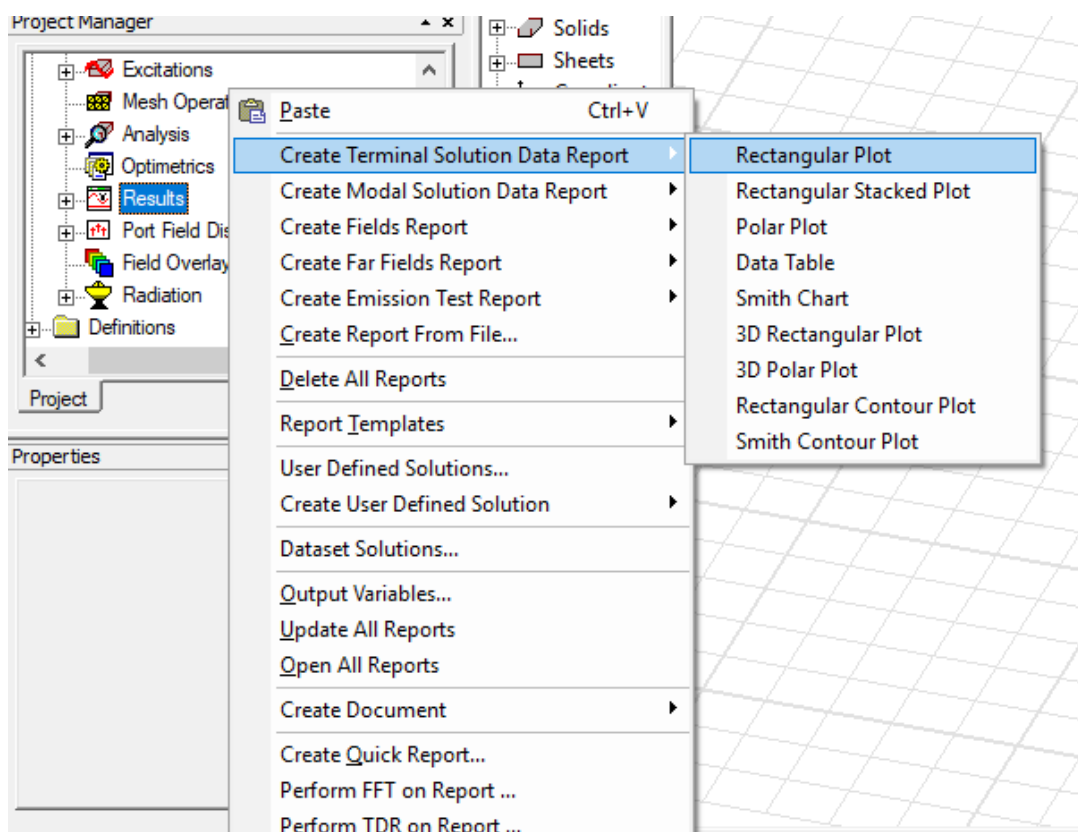 Project Manager
Excitations
Mesh Operat
Analysis
Optimetrics
Results
Port Field Dis
Field Overlay
Radiation
Definitions
Project
Properties
Solids
Sheets
Paste Ctrl+V
Create Terminal Solution Data Report
Create Modal Solution Data Report
Create Fields Report
Create Far Fields Report
Create Emission Test Report
Create Report From File...
Delete All Reports
Report Templates
User Defined Solutions...
Create User Defined Solution
Dataset Solutions...
Output Variables...
Update All Reports
Open All Reports
Create Document
Create Quick Report...
Perform FFT on Report ...
Perform TDR on Report ...
Rectangular Plot
Rectangular Stacked Plot
Polar Plot
Data Table
Smith Chart
3D Rectangular Plot
3D Polar Plot
Rectangular Contour Plot
Smith Contour Plot